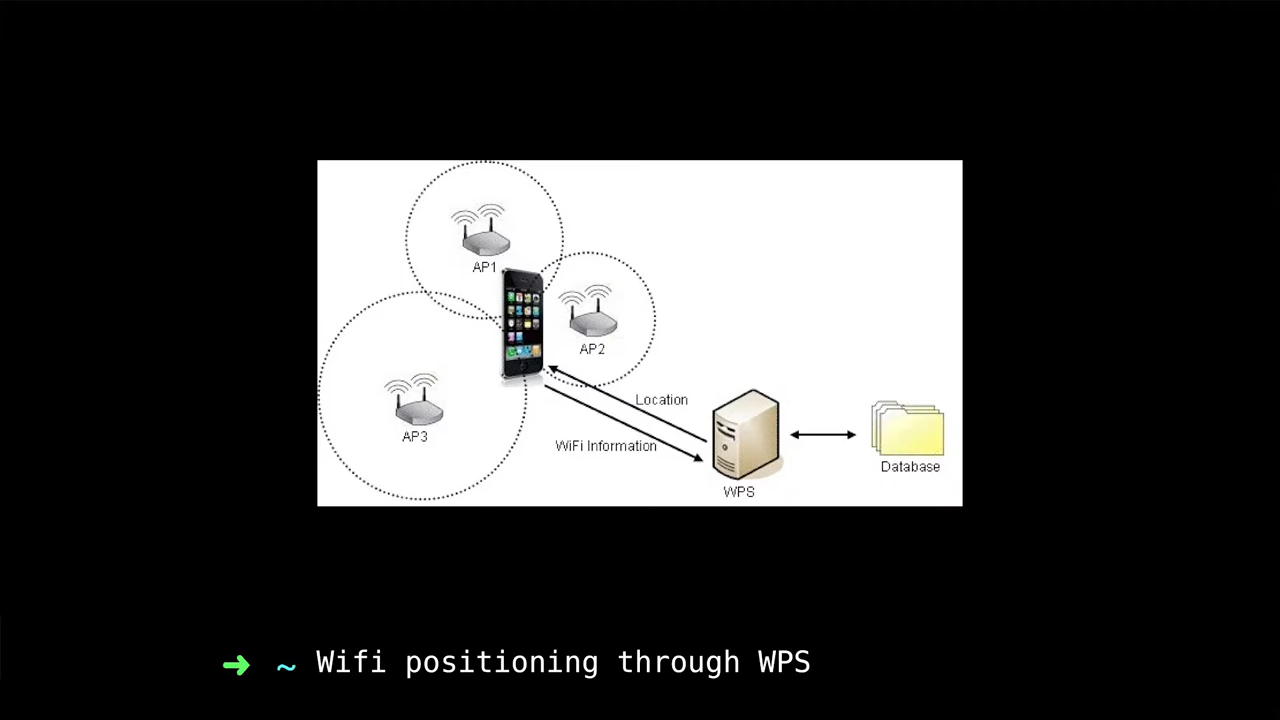 AP1
AP2
AP3
Location
WiFi Information
WPS
Database
➜ ~ Wifi positioning through WPS